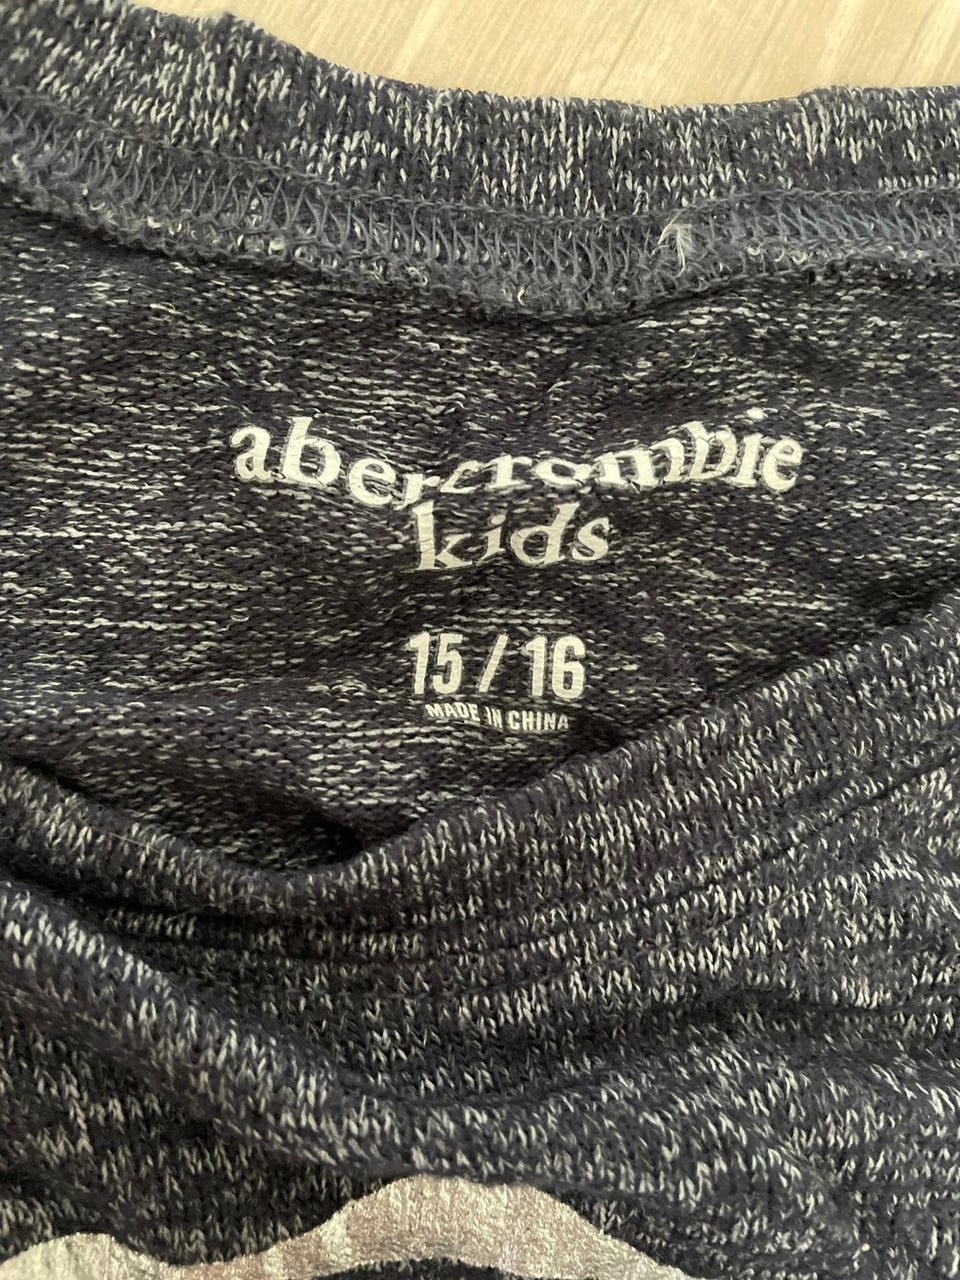 abercrombie
kids
15 / 16
MADE IN CHINA